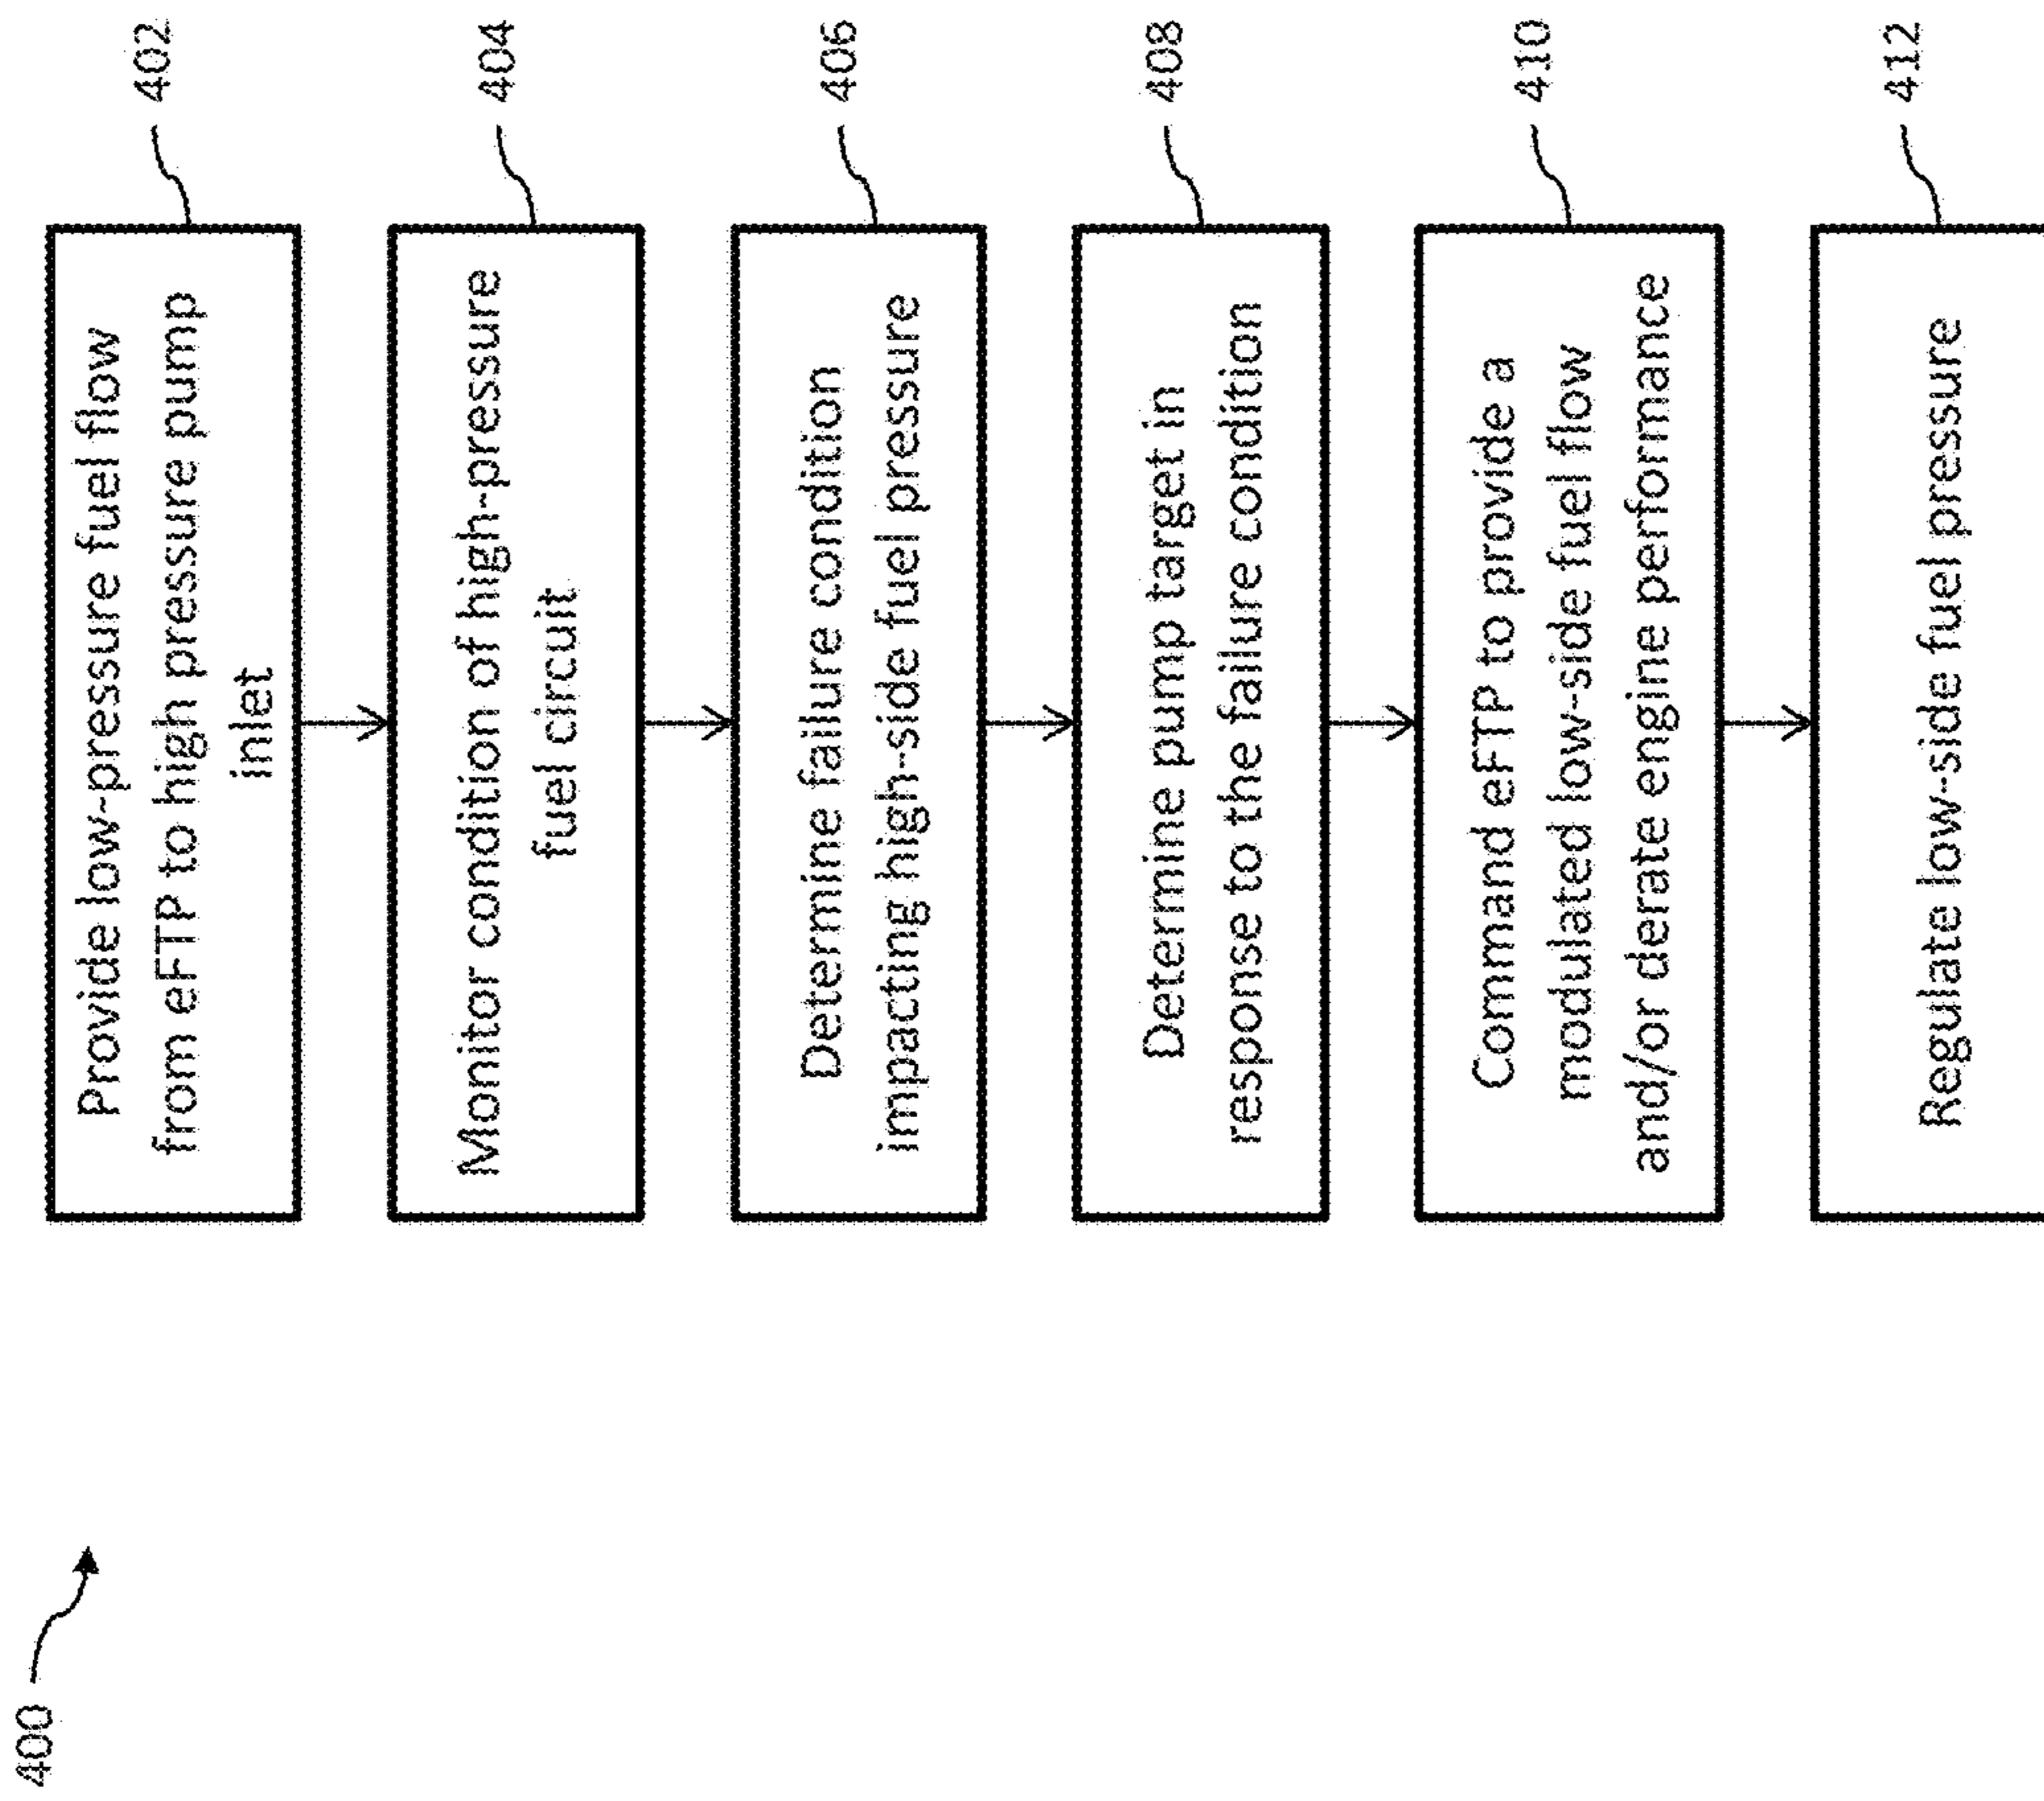 400
Provide low-pressure fuel flow
from eFTP to high pressure pump
inlet
402
Monitor condition of high-pressure
fuel circuit
404
Determine failure condition
impacting high-side fuel pressure
406
Determine pump target in
response to the failure condition
408
Command eFTP to provide a
modulated low-side fuel flow
and/or derate engine performance
410
Regulate low-side fuel pressure
412